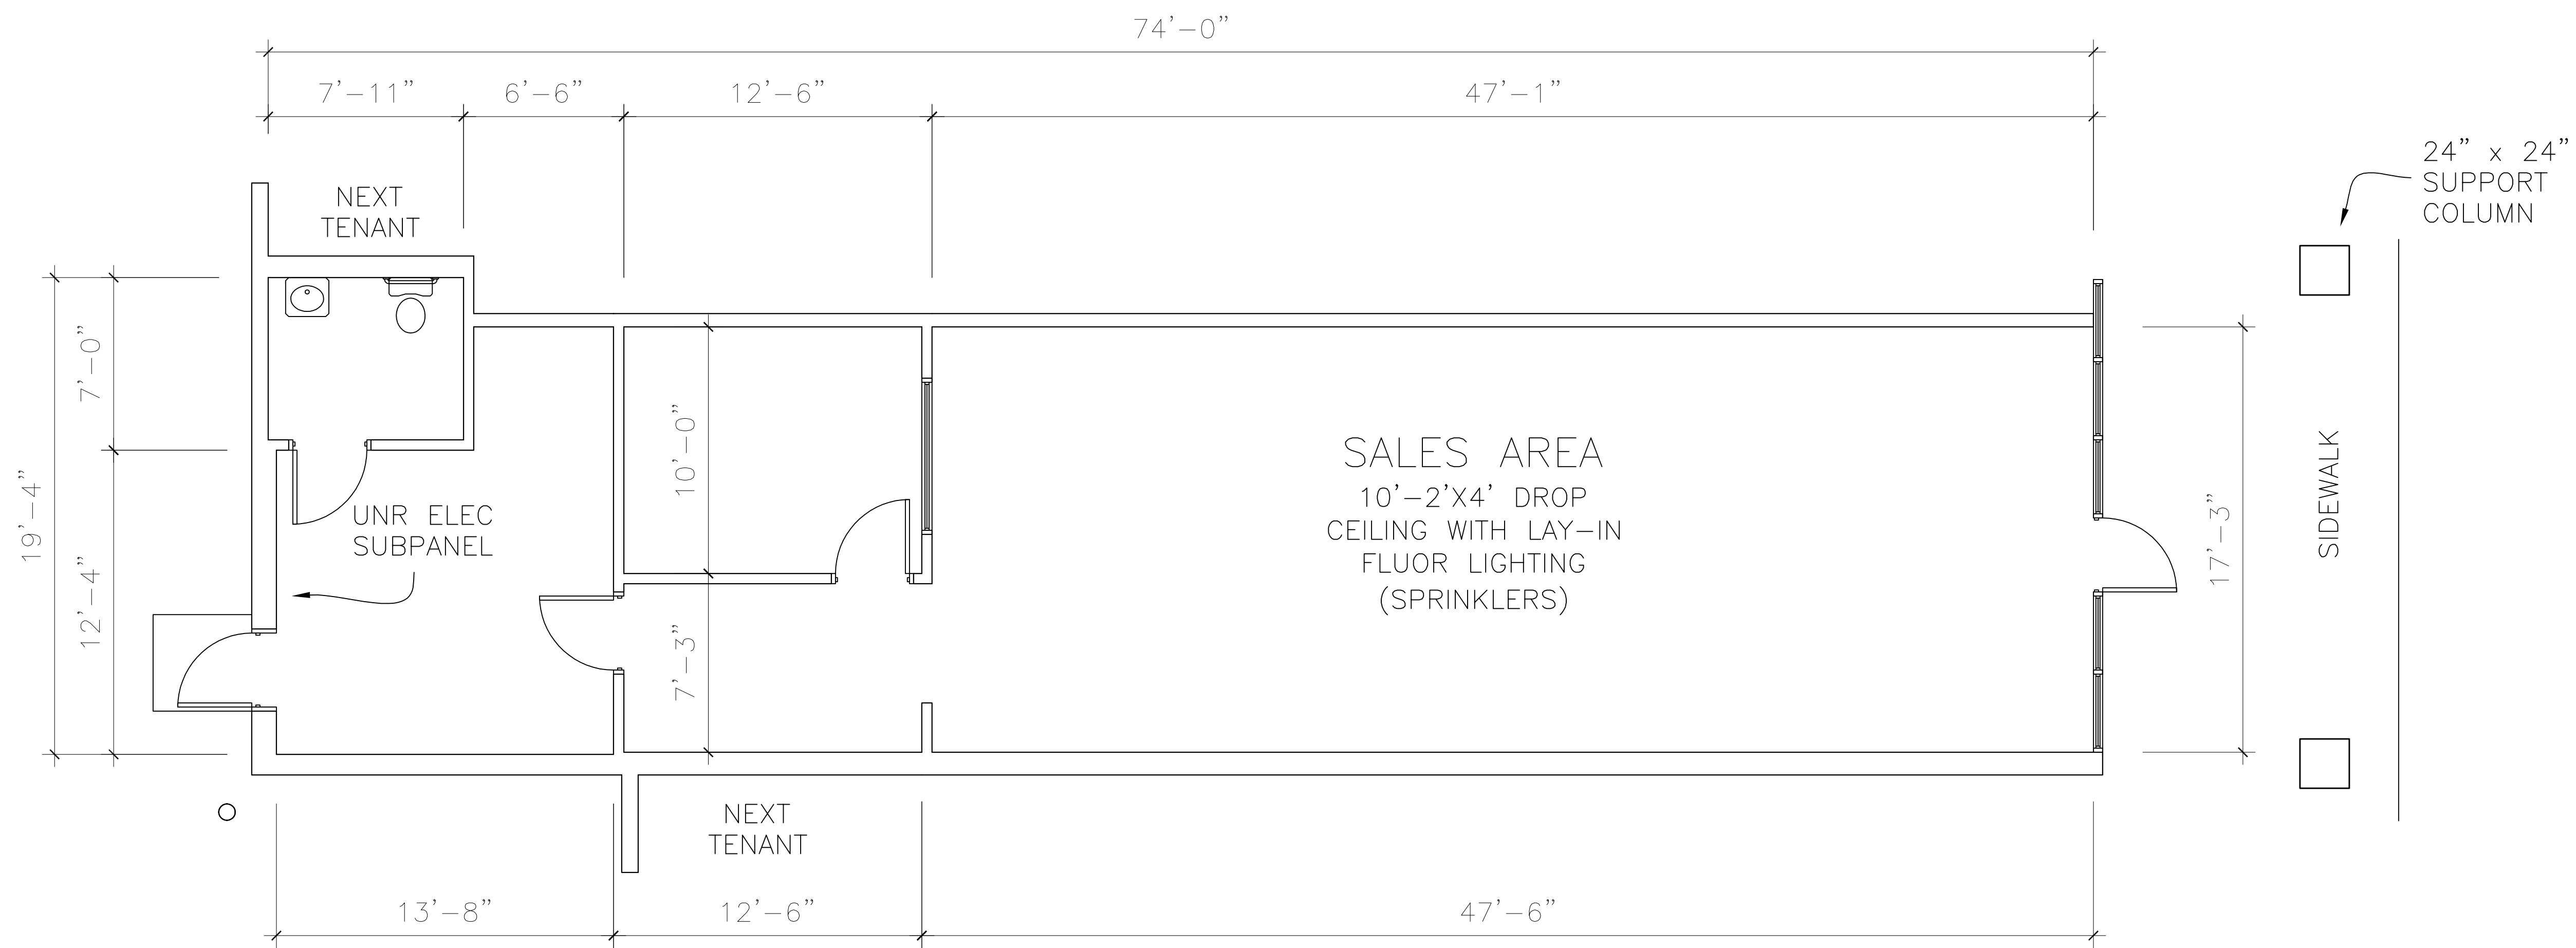 74'-0"
7'-11"
6'-6"
12'-6"
47'-1"
24" x 24"
SUPPORT
COLUMN
NEXT
TENANT
19'-4"
7'-0"
12'-4"
UNR ELEC
SUBPANEL
10'-0"
7'-3"
SALES AREA
10'-2'X4' DROP
CEILING WITH LAY-IN
FLUOR LIGHTING
(SPRINKLERS)
17'-3"
SIDEWALK
NEXT
TENANT
13'-8"
12'-6"
47'-6"